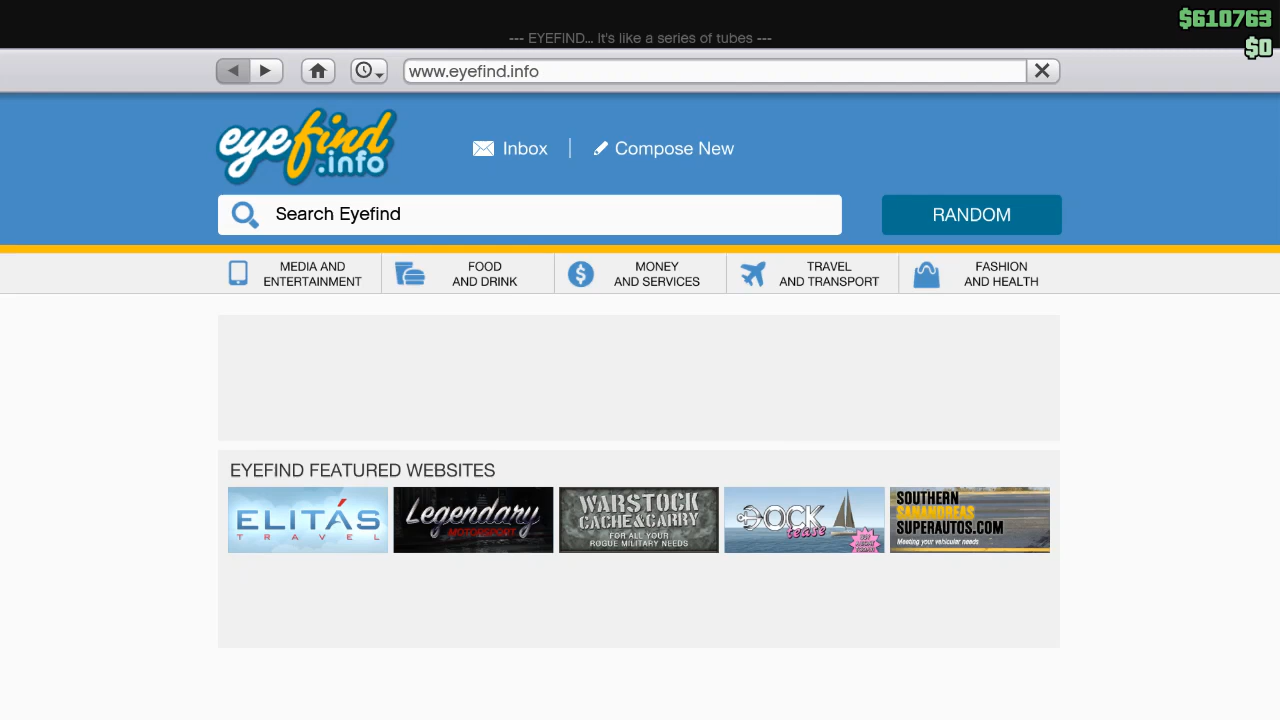 $610763
--- EYEFIND... It's like a series of tubes ---
$0
www.eyefind.info
eyefind
.info
Inbox
Compose New
Search Eyefind
RANDOM
MEDIA AND
ENTERTAINMENT
FOOD
AND DRINK
MONEY
AND SERVICES
TRAVEL
AND TRANSPORT
FASHION
AND HEALTH
EYEFIND FEATURED WEBSITES
ELITÁS
TRAVEL
Legendary
MOTORSPORT
WARSTOCK
CACHE&CARRY
FOR ALL YOUR
ROGUE MILITARY NEEDS
DOCK
tease
SOUTHERN
SANANDREAS
SUPERAUTOS.COM
Meeting your vehicular needs